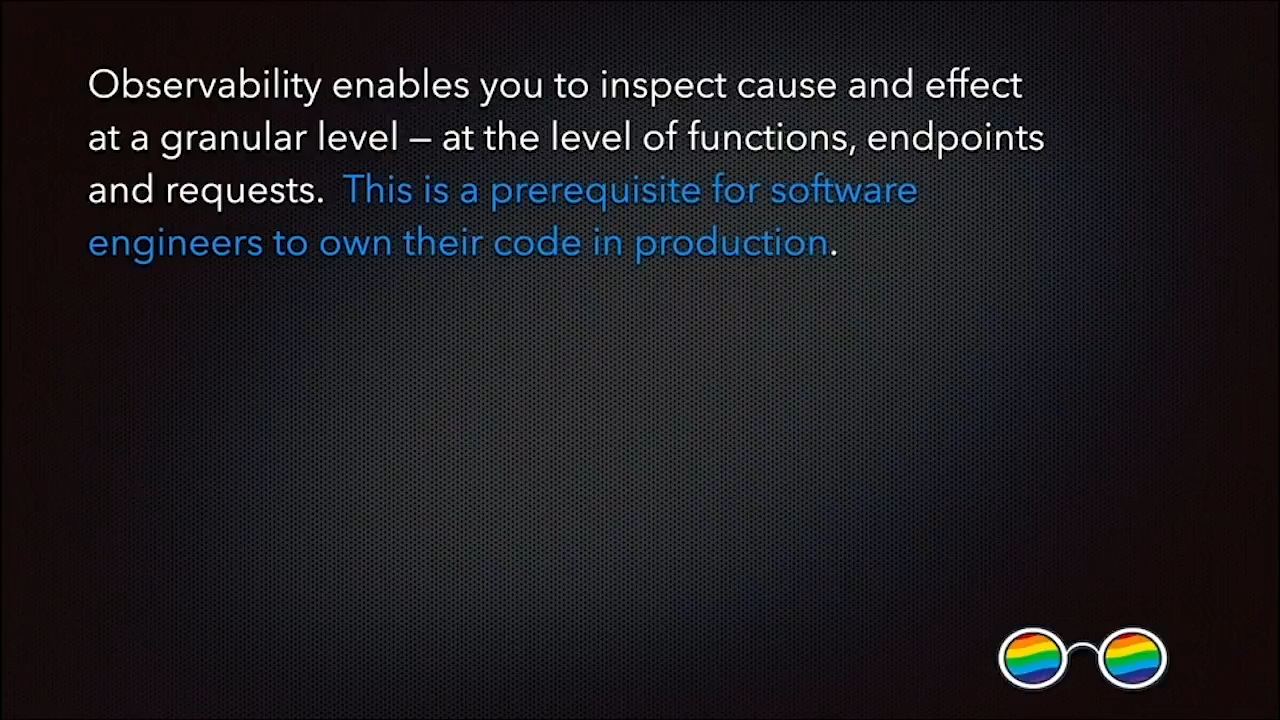 Observability enables you to inspect cause and effect
at a granular level – at the level of functions, endpoints
and requests. This is a prerequisite for software
engineers to own their code in production.